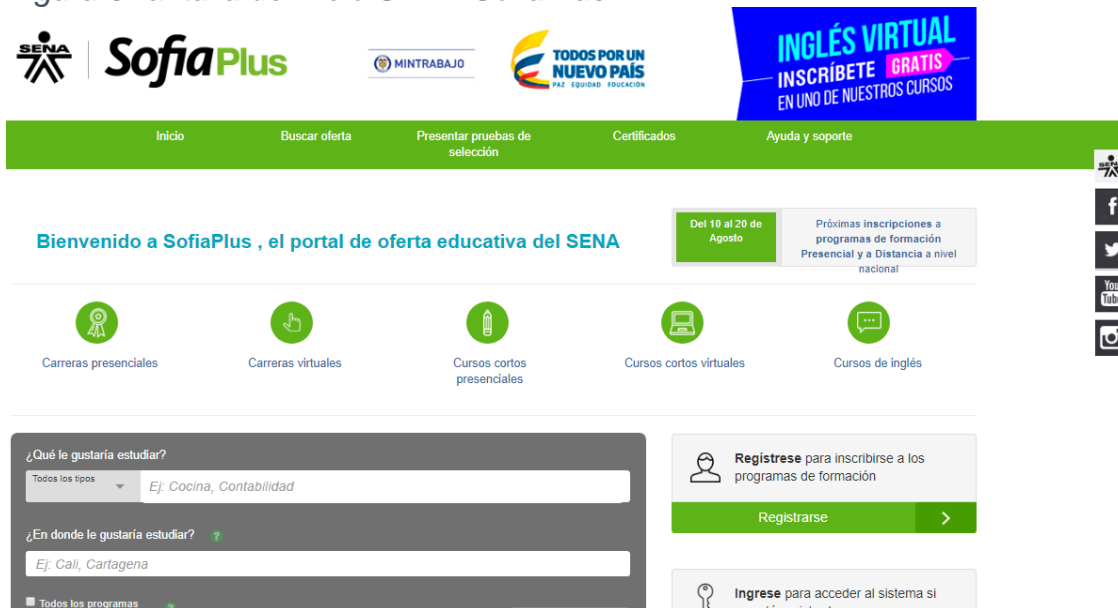 SENA
SofiaPlus
MINTRABAJO
TODOS POR UN
NUEVO PAÍS
PAZ EQUIDAD EDUCACIÓN
INGLÉS VIRTUAL
INSCRÍBETE GRATIS
EN UNO DE NUESTROS CURSOS
Inicio
Buscar oferta
Presentar pruebas de
selección
Certificados
Ayuda y soporte
Bienvenido a SofiaPlus , el portal de oferta educativa del SENA
Del 10 al 20 de
Agosto
Próximas inscripciones a
programas de formación
Presencial y a Distancia a nivel
nacional
SENA
You
Tube
Carreras presenciales
Carreras virtuales
Cursos cortos
presenciales
Cursos cortos virtuales
Cursos de inglés
¿Qué le gustaría estudiar?
Todos los tipos
Ej: Cocina, Contabilidad
¿En donde le gustaría estudiar? ?
Ej: Cali, Cartagena
Todos los programas
Regístrese para inscribirse a los
programas de formación
Registrarse
Ingrese para acceder al sistema si